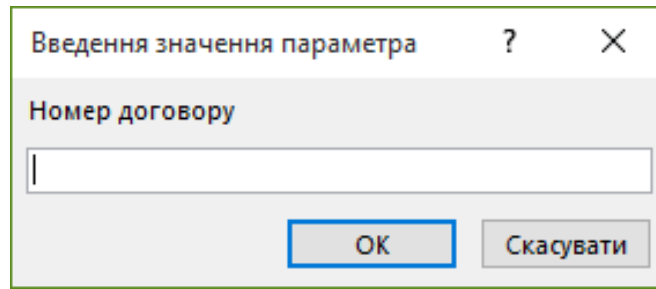 Введення значення параметра ? ×
Номер договору
ОК Скасувати